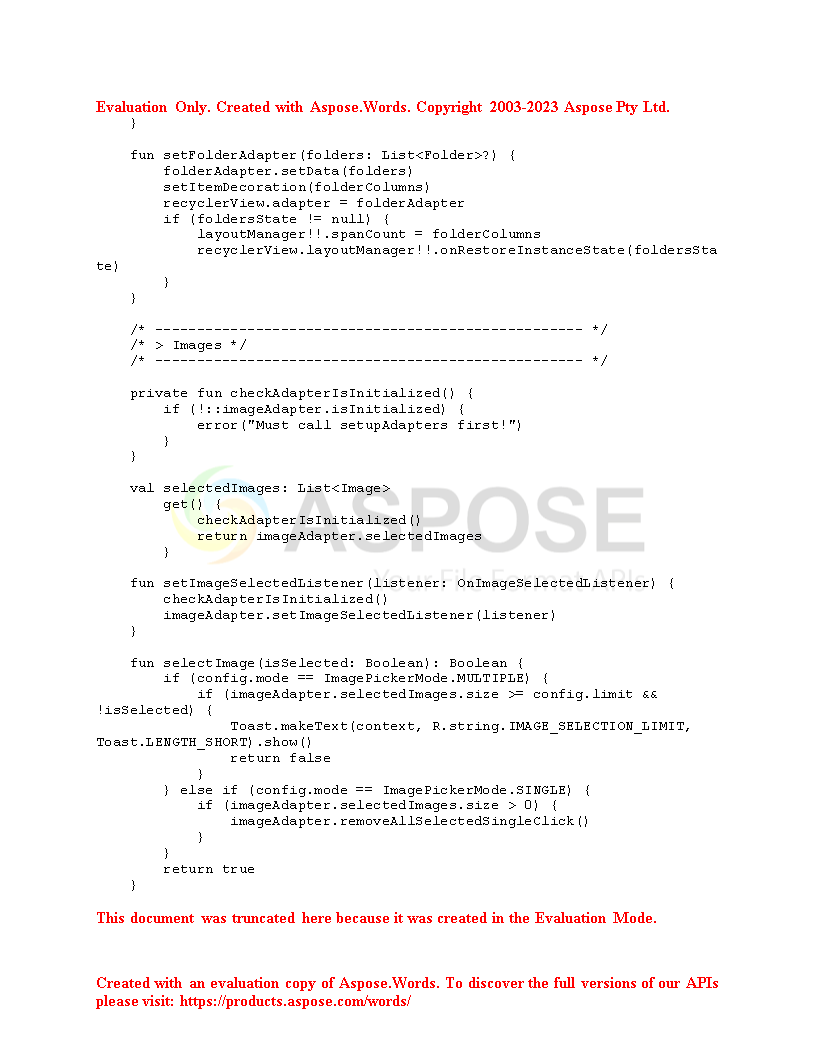 Evaluation Only. Created with Aspose.Words. Copyright 2003-2023 Aspose Pty Ltd.
    }

    fun setFolderAdapter(folders: List<Folder>?) {
        folderAdapter.setData(folders)
        setItemDecoration(folderColumns)
        recyclerView.adapter = folderAdapter
        if (foldersState != null) {
            layoutManager!!.spanCount = folderColumns
            recyclerView.layoutManager!!.onRestoreInstanceState(foldersSta
te)
        }
    }

    /* --------------------------------------------------- */
    /* > Images */
    /* --------------------------------------------------- */

    private fun checkAdapterIsInitialized() {
        if (!::imageAdapter.isInitialized) {
            error("Must call setupAdapters first!")
        }
    }

    val selectedImages: List<Image>
        get() {
            checkAdapterIsInitialized()
            return imageAdapter.selectedImages
        }
ASPOSE
Your File Format APIs

    fun setImageSelectedListener(listener: OnImageSelectedListener) {
        checkAdapterIsInitialized()
        imageAdapter.setImageSelectedListener(listener)
    }

    fun selectImage(isSelected: Boolean): Boolean {
        if (config.mode == ImagePickerMode.MULTIPLE) {
            if (imageAdapter.selectedImages.size >= config.limit &&
!isSelected) {
                Toast.makeText(context, R.string.IMAGE_SELECTION_LIMIT,
Toast.LENGTH_SHORT).show()
                return false
            }
        } else if (config.mode == ImagePickerMode.SINGLE) {
            if (imageAdapter.selectedImages.size > 0) {
                imageAdapter.removeAllSelectedSingleClick()
            }
        }
        return true
    }

This document was truncated here because it was created in the Evaluation Mode.

Created with an evaluation copy of Aspose.Words. To discover the full versions of our APIs
please visit: https://products.aspose.com/words/